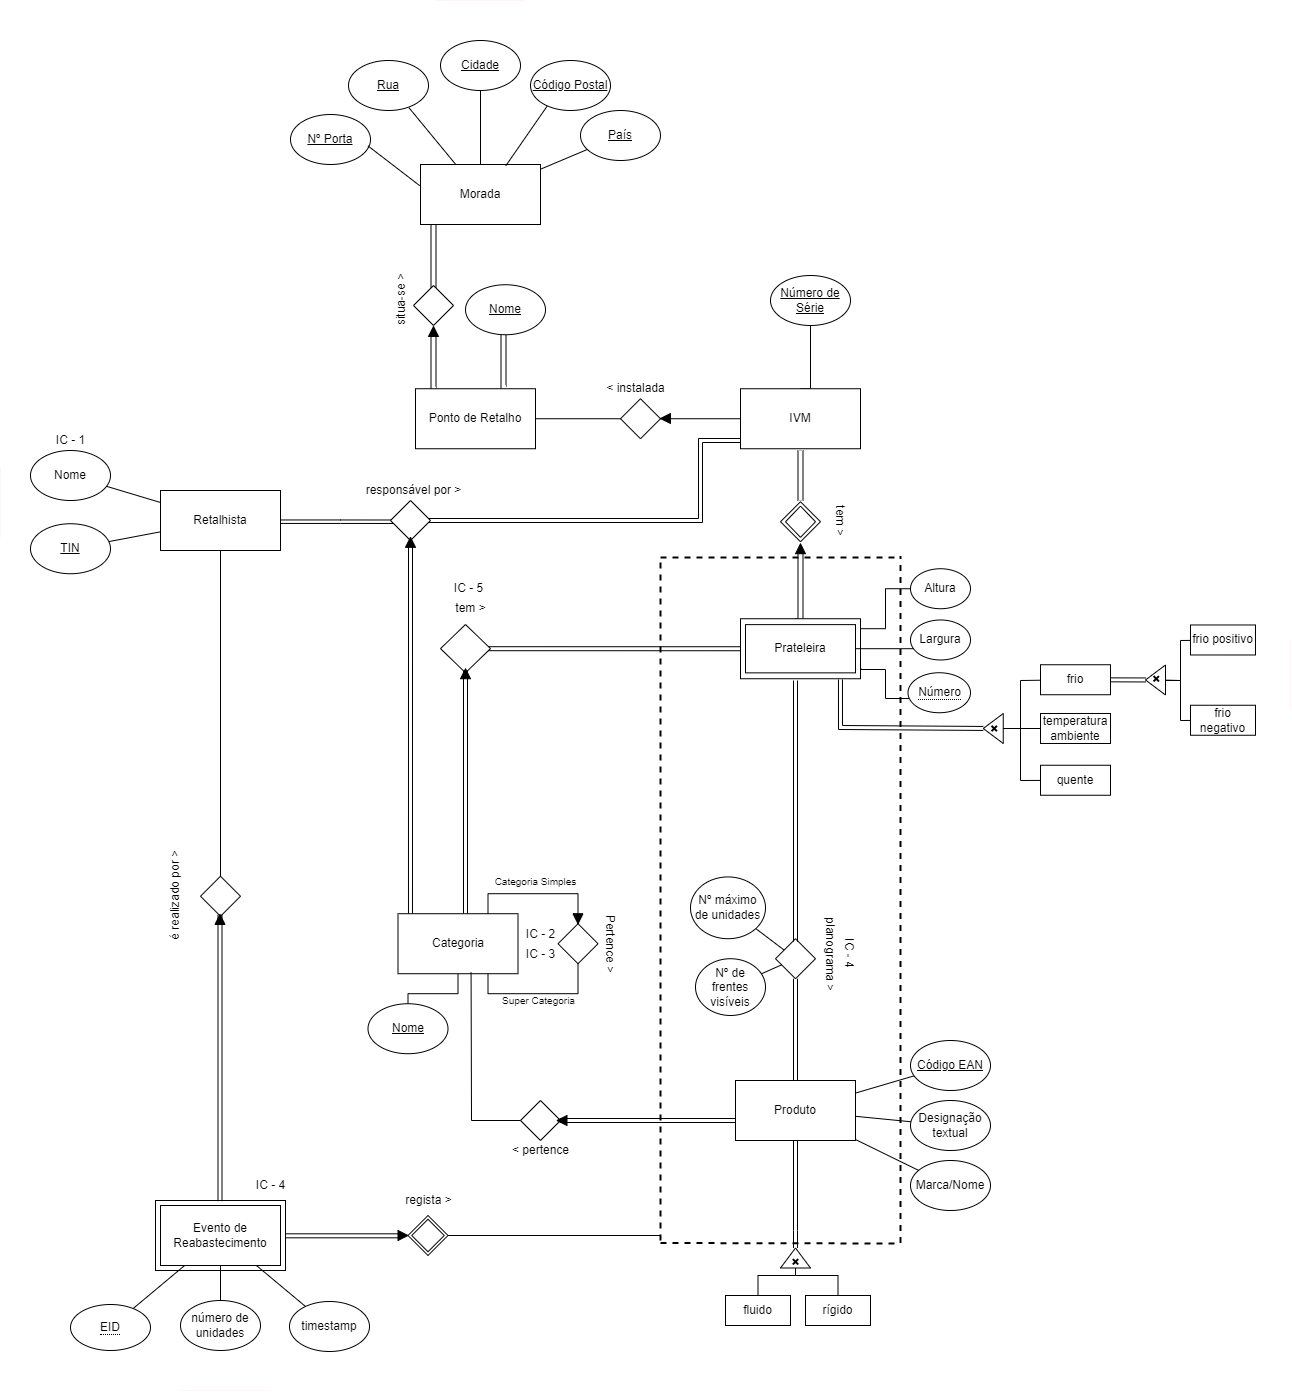 Cidade
Rua
Código Postal
Nº Porta
País
Morada
situa-se >
Nome
Número de
Série
< instalada
Ponto de Retalho
IVM
IC - 1
Nome
responsável por >
Retalhista
tem >
TIN
IC - 5
tem >
Altura
Prateleira
Largura
Número
frio positivo
frio
frio
negativo
temperatura
ambiente
quente
é realizado por >
Categoria Simples
Categoria
IC - 2
IC - 3
Pertence >
Super Categoria
Nome
Nº máximo
de unidades
IC - 4
planograma >
Nº de
frentes
visíveis
Código EAN
Produto
Designação
textual
< pertence
Marca/Nome
IC - 4
regista >
Evento de
Reabastecimento
EID
número de
unidades
timestamp
fluido
rígido